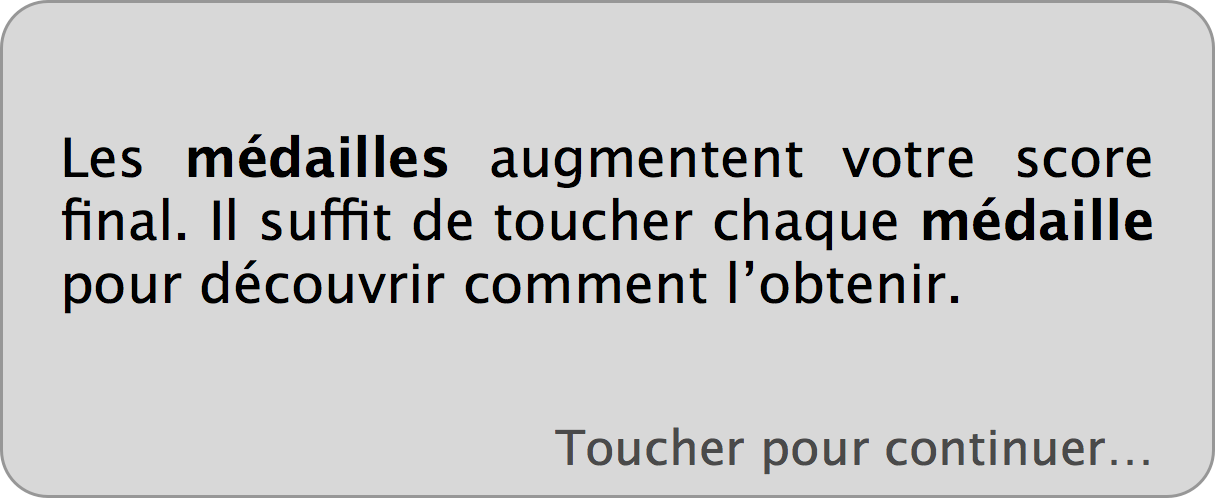 Les médailles augmentent votre score
final. Il suffit de toucher chaque médaille
pour découvrir comment l’obtenir.
Toucher pour continuer…